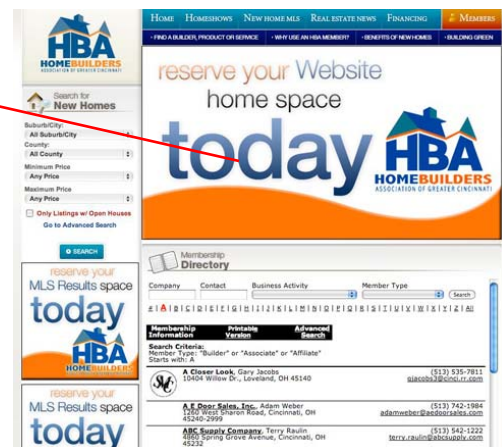 HOME HOMESHOWS NEW HOME MLS REAL ESTATE NEWS FINANCING MEMBERS
FIND A BUILDER, PRODUCT OR SERVICE WHY USE AN HBA MEMBER? BENEFITS OF NEW HOMES BUILDING GREEN
HBA
HOMEBUILDERS
ASSOCIATION OF GREATER CINCINNATI
Search for
New Homes
Suburb/City:
All Suburb/City
County:
All County
Minimum Price
Any Price
Maximum Price
Any Price
Only Listings w/ Open Houses
Go to Advanced Search
SEARCH
reserve your
MLS Results space
today
HBA
reserve your
MLS Results space
today
reserve your Website
home space
today
HBA
HOMEBUILDERS
ASSOCIATION OF GREATER CINCINNATI
Membership
Directory
Company Contact Business Activity Member Type
Search
# | A | B | C | D | E | F | G | H | I | J | K | L | M | N | O | P | Q | R | S | T | U | V | W | X | Y | Z | All
Membership Information Printable Version Advanced Search
Search Criteria:
Member Type: "Builder" or "Associate" or "Affiliate"
Starts with: A
A Closer Look, Gary Jacobs (513) 535-7811
10404 Willow Dr., Loveland, OH 45140 gjacobs3@cinci.rr.com
A E Door Sales, Inc., Adam Weber (513) 742-1984
1260 West Sharon Road, Cincinnati, OH adamweber@aedoorsales.com
45240-2999
ABC Supply Company, Terry Raulin (513) 542-1222
4860 Spring Grove Avenue, Cincinnati, OH terry.raulin@abcsupply.com
45232